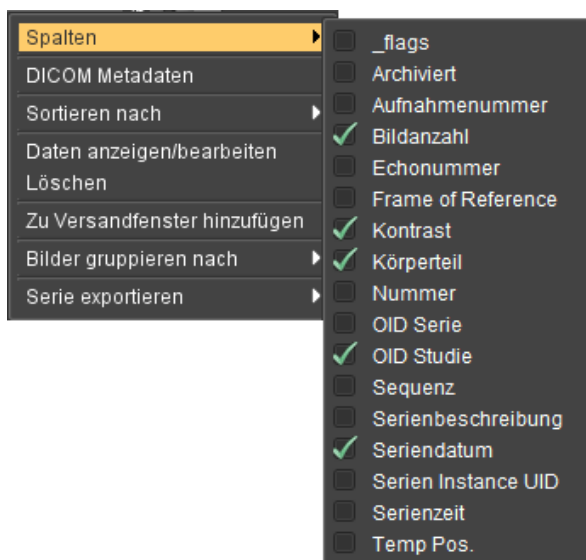 Spalten
DICOM Metadaten
Sortieren nach
Daten anzeigen/bearbeiten
Löschen
Zu Versandfenster hinzufügen
Bilder gruppieren nach
Serie exportieren
_flags
Archiviert
Aufnahmenummer
Bildanzahl
Echonummer
Frame of Reference
Kontrast
Körperteil
Nummer
OID Serie
OID Studie
Sequenz
Serienbeschreibung
Seriendatum
Serien Instance UID
Serienzeit
Temp Pos.